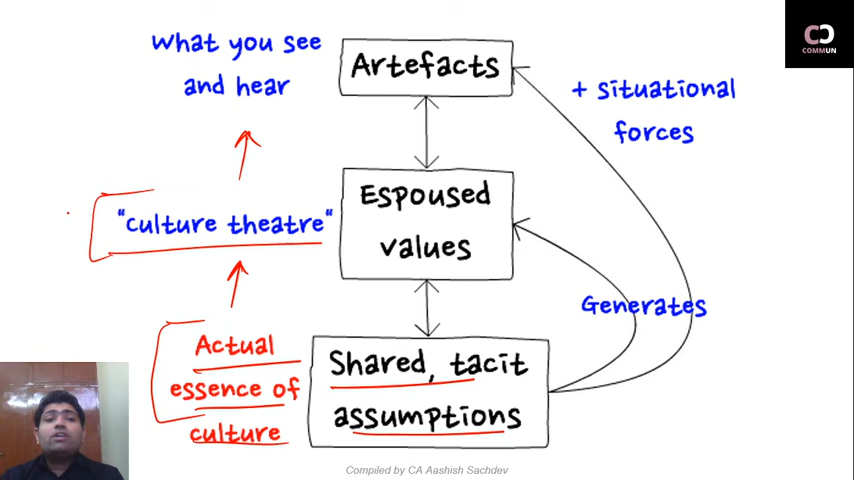 What you see
and hear
Artefacts
+ situational
forces
COMMUN
"culture theatre"
Espoused
values
Generates
Actual
essence of
culture
Shared, tacit
assumptions
Compiled by CA Aashish Sachdev